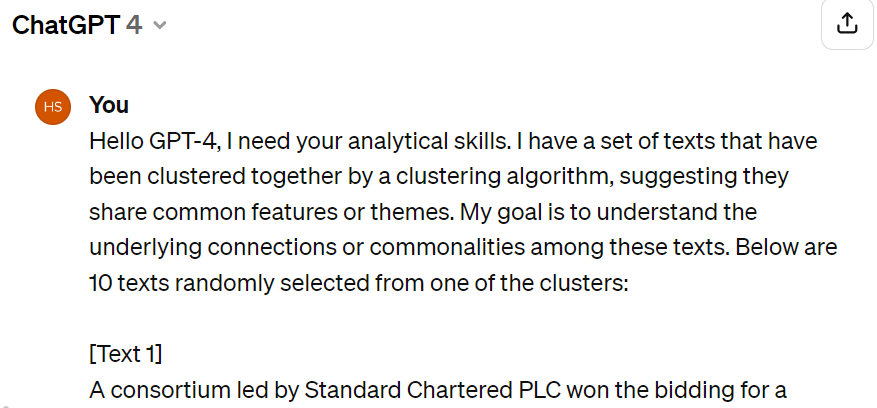 ChatGPT 4
HS
You
Hello GPT-4, I need your analytical skills. I have a set of texts that have
been clustered together by a clustering algorithm, suggesting they
share common features or themes. My goal is to understand the
underlying connections or commonalities among these texts. Below are
10 texts randomly selected from one of the clusters:
[Text 1]
A consortium led by Standard Chartered PLC won the bidding for a